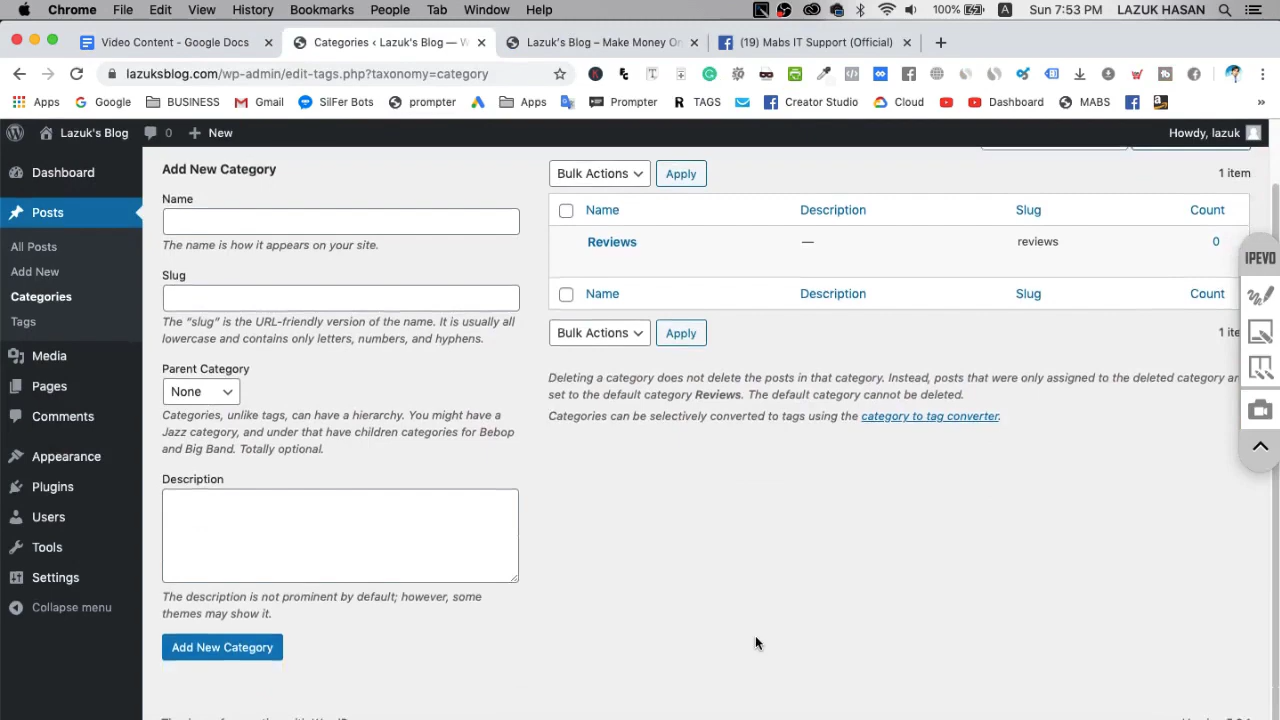 Chrome File Edit View History Bookmarks People Tab Window Help 100% A Sun 7:53 PM LAZUK HASAN
Video Content - Google Docs
Categories ‹ Lazuk's Blog — W
Lazuk's Blog – Make Money On
(19) Mabs IT Support (Official)
lazuksblog.com/wp-admin/edit-tags.php?taxonomy=category
Apps Google BUSINESS Gmail SilFer Bots prompter Apps Prompter R TAGS Creator Studio Cloud Dashboard MABS
Lazuk's Blog 0 + New Howdy, lazuk
Dashboard
Posts
All Posts
Add New
Categories
Tags
Media
Pages
Comments
Appearance
Plugins
Users
Tools
Settings
Collapse menu
Add New Category
Name
The name is how it appears on your site.
Slug
The “slug” is the URL-friendly version of the name. It is usually all
lowercase and contains only letters, numbers, and hyphens.
Parent Category
None
Categories, unlike tags, can have a hierarchy. You might have a
Jazz category, and under that have children categories for Bebop
and Big Band. Totally optional.
Description
The description is not prominent by default; however, some
themes may show it.
Add New Category
Bulk Actions Apply 1 item
Name Description Slug Count
Reviews — reviews 0
Name Description Slug Count
Bulk Actions Apply 1 ite
Deleting a category does not delete the posts in that category. Instead, posts that were only assigned to the deleted category ar
set to the default category Reviews. The default category cannot be deleted.
Categories can be selectively converted to tags using the category to tag converter.
IPEVO